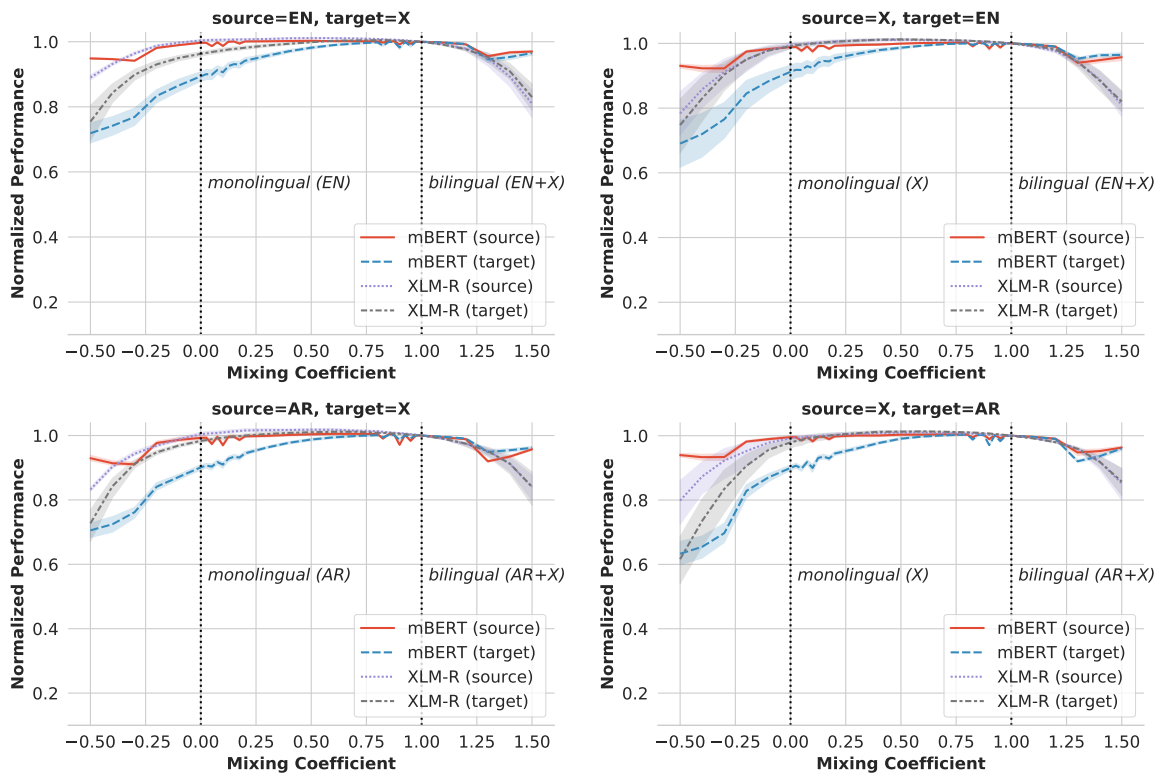 source=EN, target=X
Normalized Performance
1.0
0.8
0.6
0.4
0.2
monolingual (EN)
bilingual (EN+X)
mBERT (source)
mBERT (target)
XLM-R (source)
XLM-R (target)
−0.50 −0.25 0.00 0.25 0.50 0.75 1.00 1.25 1.50
Mixing Coefficient
source=X, target=EN
Normalized Performance
1.0
0.8
0.6
0.4
0.2
monolingual (X)
bilingual (EN+X)
mBERT (source)
mBERT (target)
XLM-R (source)
XLM-R (target)
−0.50 −0.25 0.00 0.25 0.50 0.75 1.00 1.25 1.50
Mixing Coefficient
source=AR, target=X
Normalized Performance
1.0
0.8
0.6
0.4
0.2
monolingual (AR)
bilingual (AR+X)
mBERT (source)
mBERT (target)
XLM-R (source)
XLM-R (target)
−0.50 −0.25 0.00 0.25 0.50 0.75 1.00 1.25 1.50
Mixing Coefficient
source=X, target=AR
Normalized Performance
1.0
0.8
0.6
0.4
0.2
monolingual (X)
bilingual (AR+X)
mBERT (source)
mBERT (target)
XLM-R (source)
XLM-R (target)
−0.50 −0.25 0.00 0.25 0.50 0.75 1.00 1.25 1.50
Mixing Coefficient